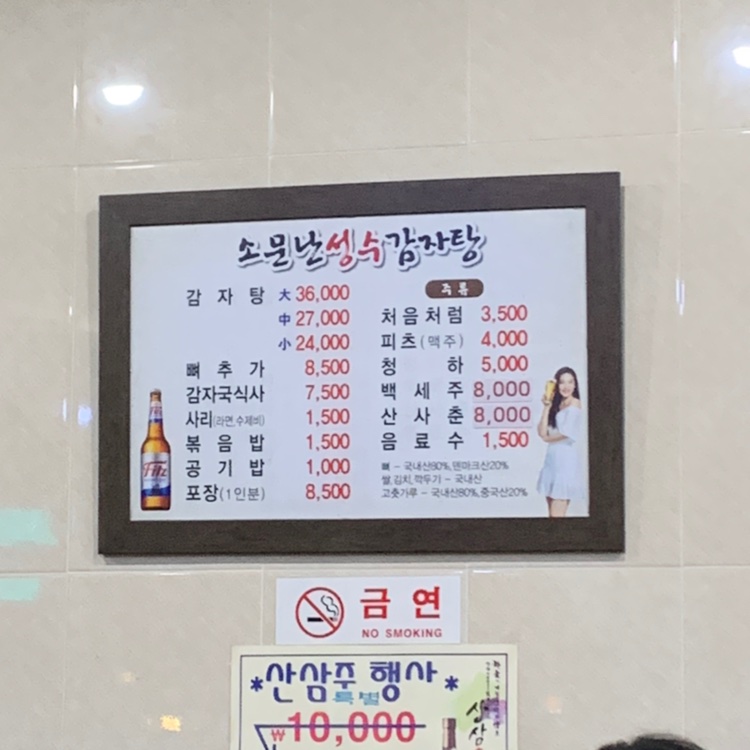 소문난성수감자탕
감자탕 大 36,000
中 27,000
小 24,000
뼈추가 8,500
감자국식사 7,500
사리(라면,수제비) 1,500
볶음밥 1,500
공기밥 1,000
포장(1인분) 8,500
주류
처음처럼 3,500
피츠(맥주) 4,000
청하 5,000
백세주 8,000
산사춘 8,000
음료수 1,500
뼈 - 국내산80%, 덴마크산20%
쌀,김치,깍두기 - 국내산
고춧가루 - 국내산80%, 중국산20%
Fitz
금연
NO SMOKING
*산삼주 행사*
특별
₩10,000
산삼